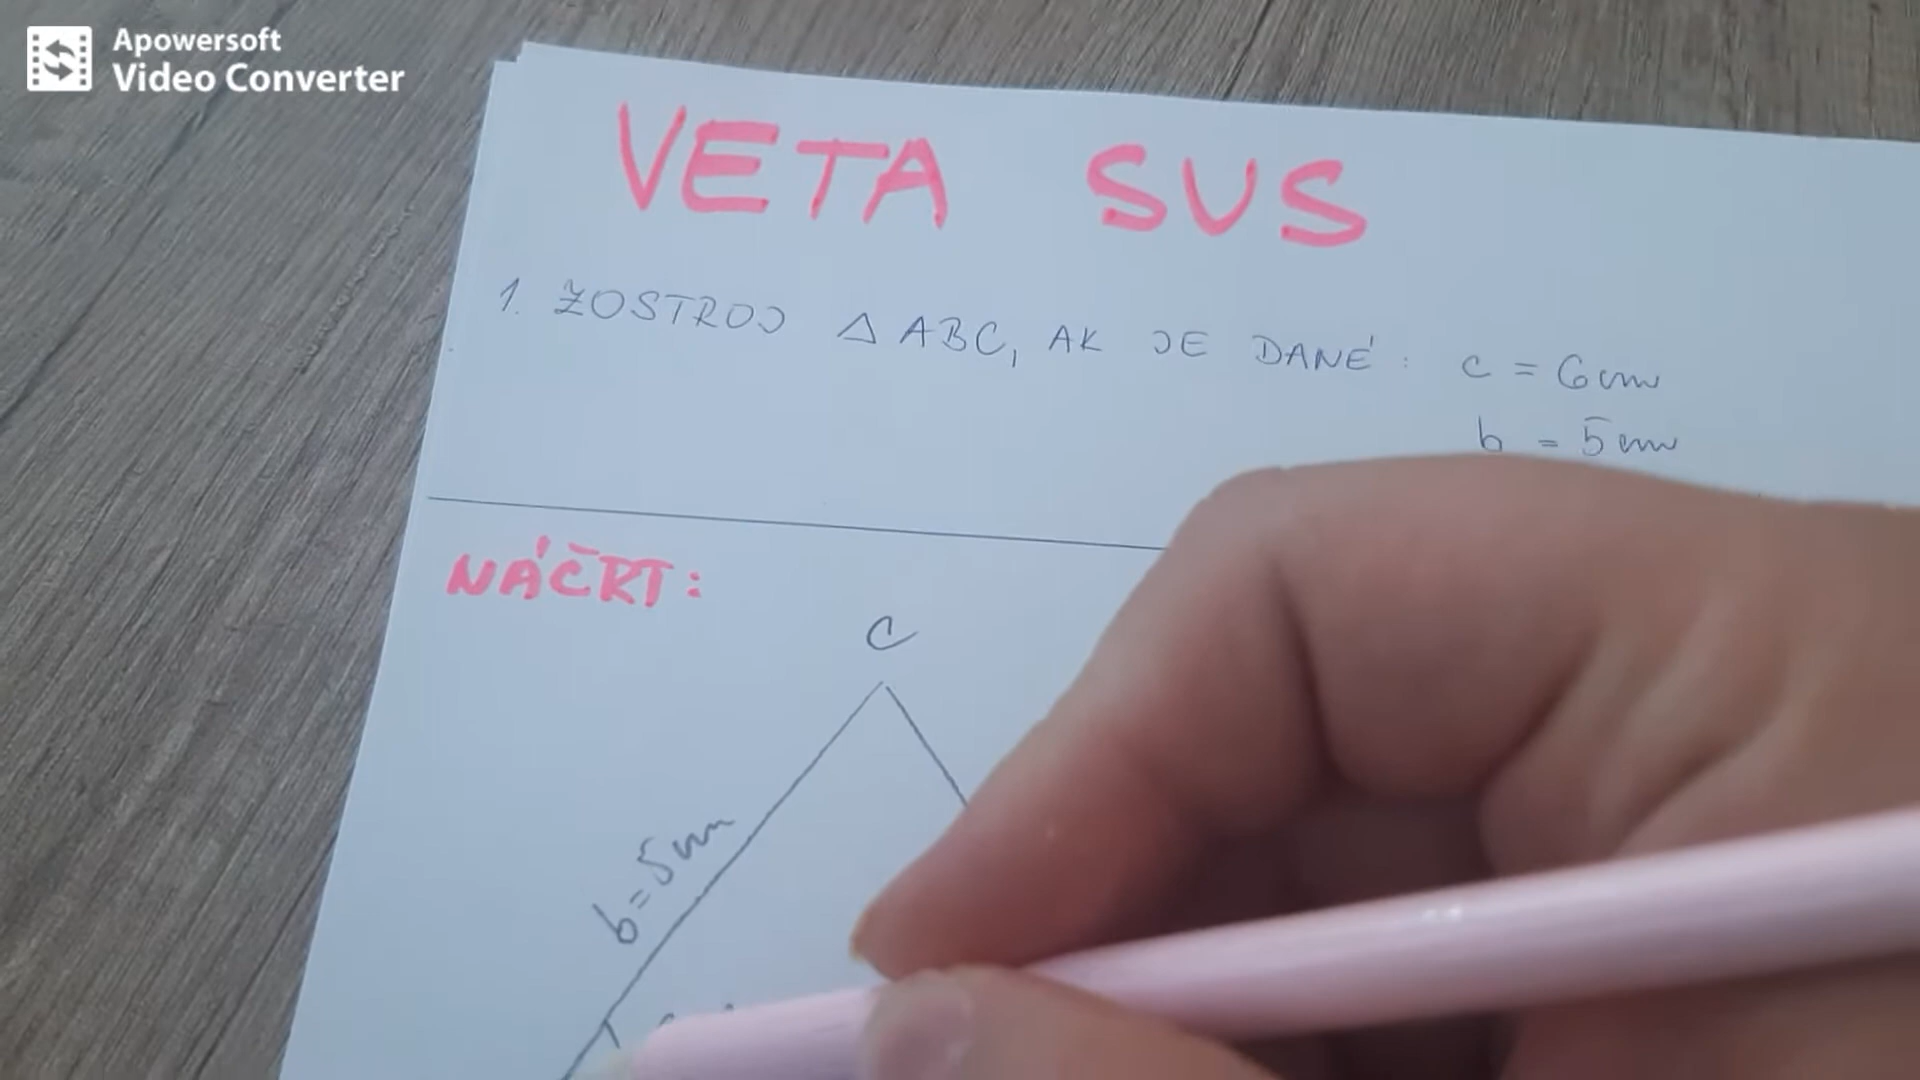 Apowersoft
Video Converter
VETA SUS
1. ZOSTROJ △ ABC, AK JE DANÉ: c = 6cm
b = 5cm
NÁČRT:
C
b=5cm